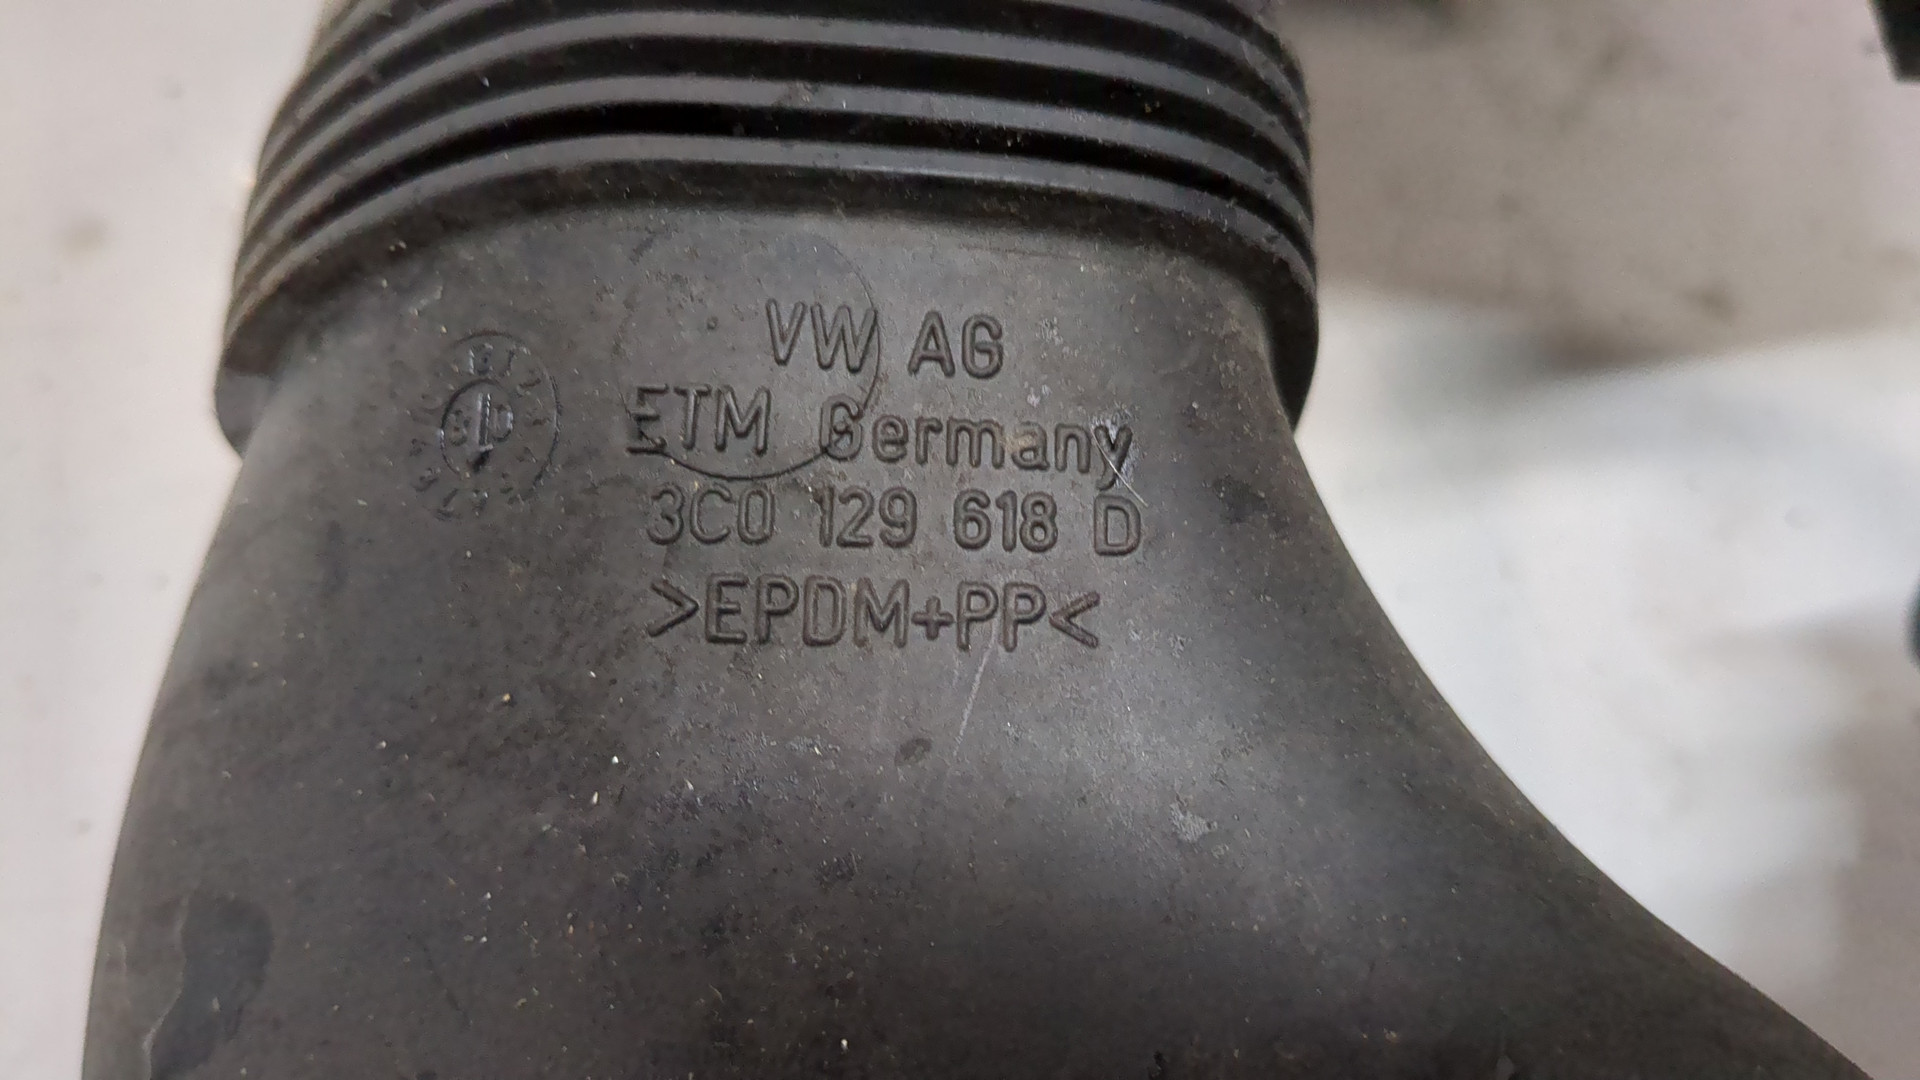 VW AG
ETM Germany
3C0 129 618 D
>EPDM+PP<